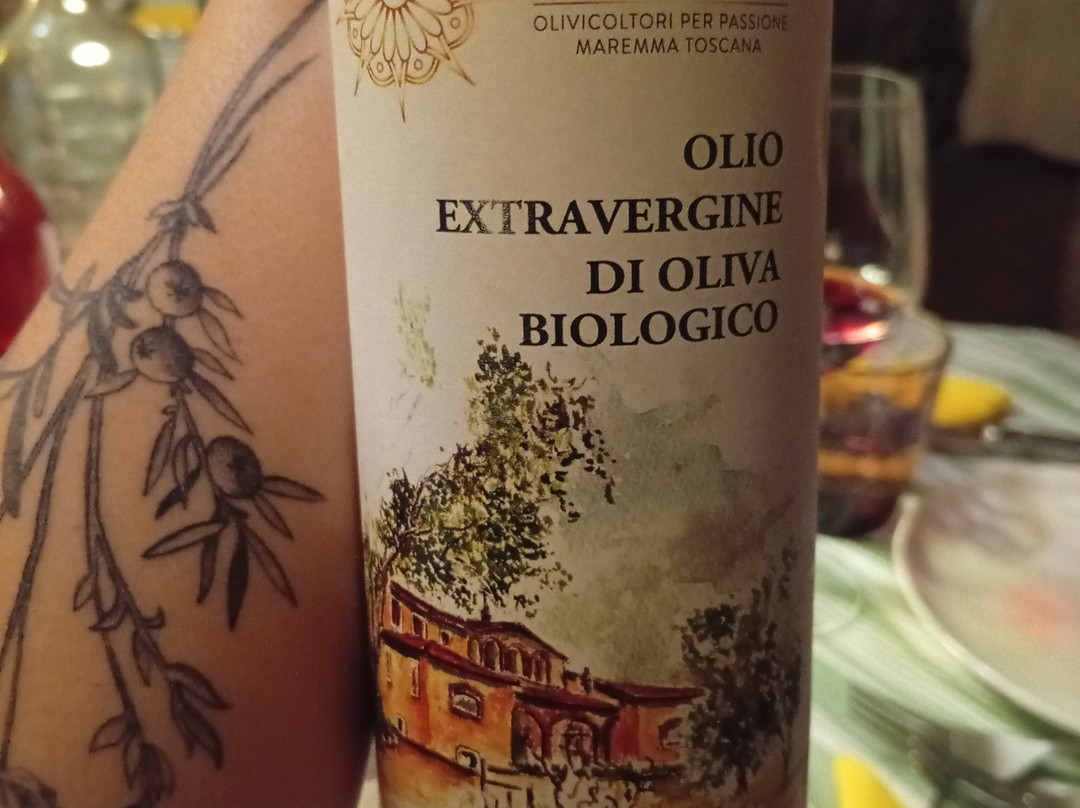 OLIVICOLTORI PER PASSIONE
MAREMMA TOSCANA
OLIO
EXTRAVERGINE
DI OLIVA
BIOLOGICO